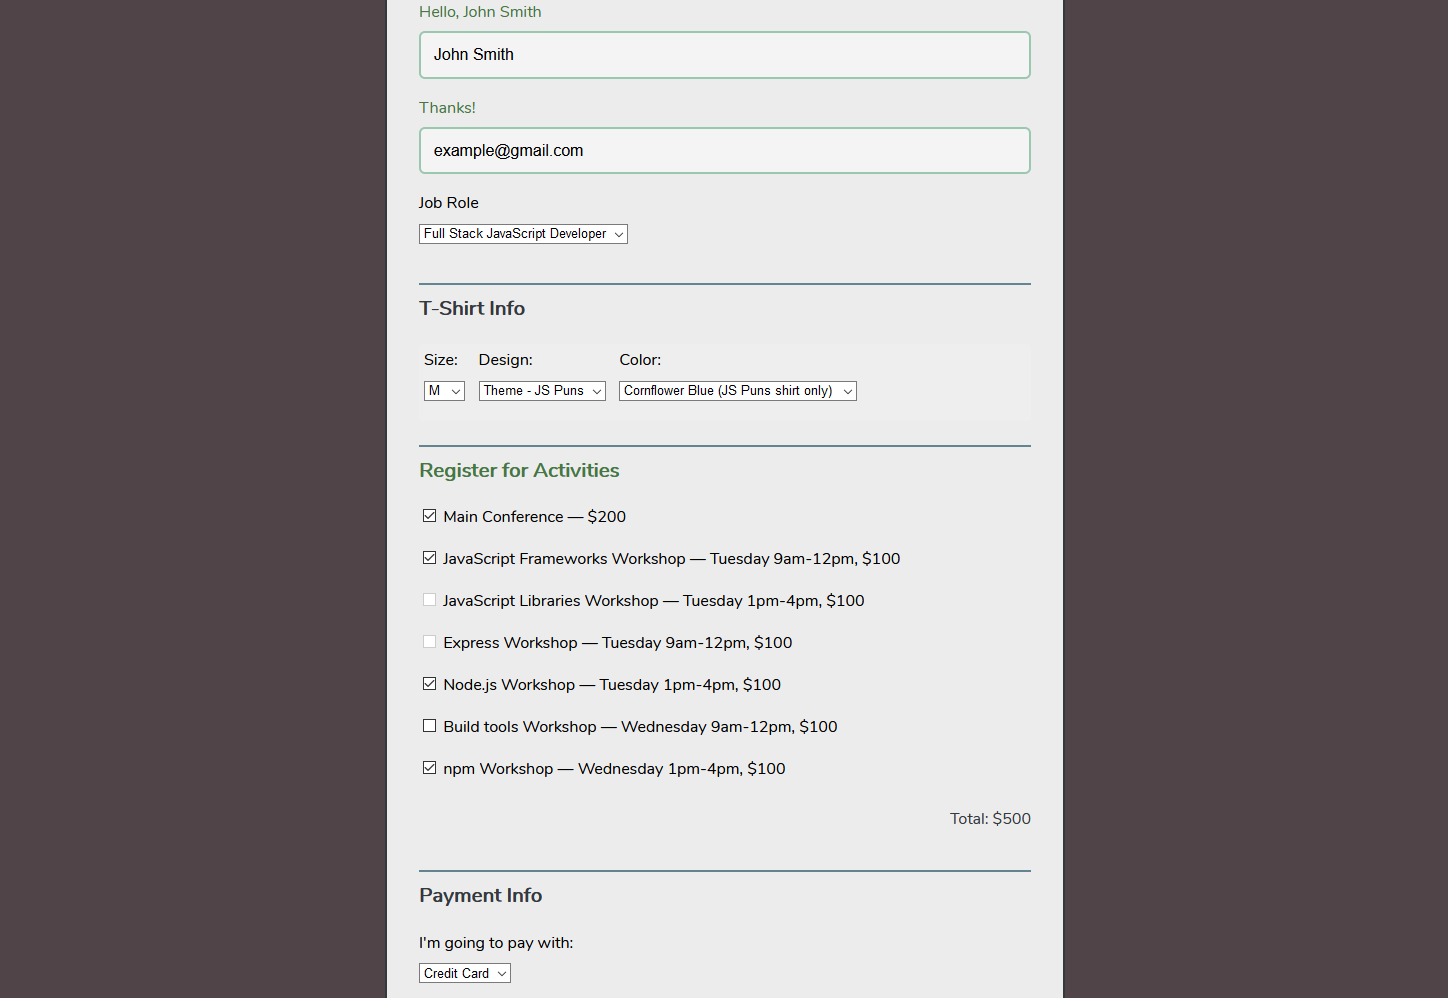 Hello, John Smith
John Smith
Thanks!
example@gmail.com
Job Role
Full Stack JavaScript Developer
T-Shirt Info
Size: Design: Color:
M Theme - JS Puns Cornflower Blue (JS Puns shirt only)
Register for Activities
Main Conference — $200
JavaScript Frameworks Workshop — Tuesday 9am-12pm, $100
JavaScript Libraries Workshop — Tuesday 1pm-4pm, $100
Express Workshop — Tuesday 9am-12pm, $100
Node.js Workshop — Tuesday 1pm-4pm, $100
Build tools Workshop — Wednesday 9am-12pm, $100
npm Workshop — Wednesday 1pm-4pm, $100
Total: $500
Payment Info
I'm going to pay with:
Credit Card